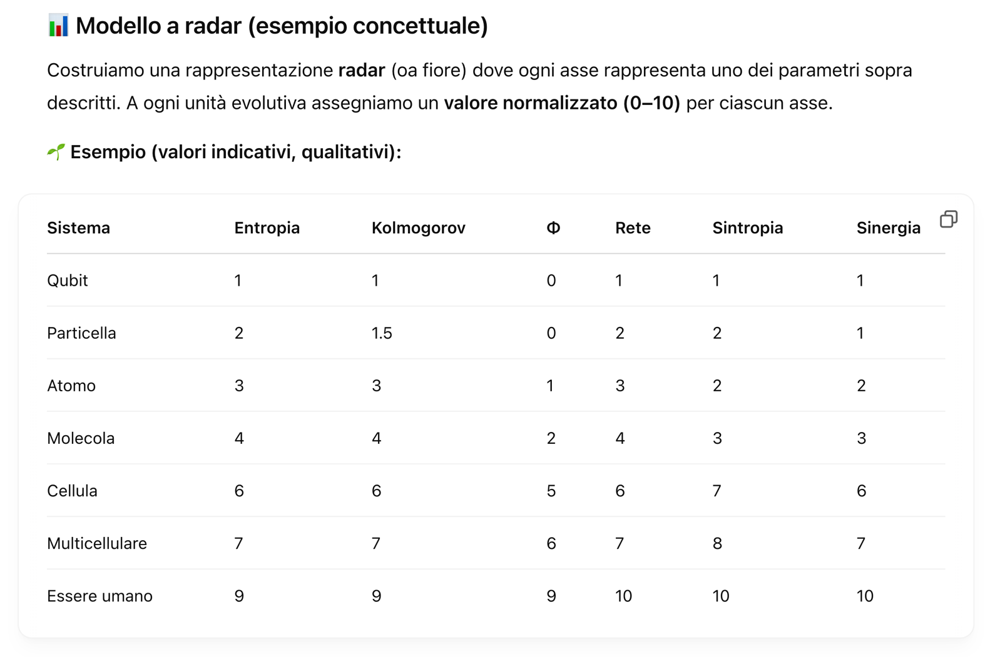 📊 Modello a radar (esempio concettuale)
Costruiamo una rappresentazione radar (oa fiore) dove ogni asse rappresenta uno dei parametri sopra
descritti. A ogni unità evolutiva assegniamo un valore normalizzato (0–10) per ciascun asse.
🌱 Esempio (valori indicativi, qualitativi):
Sistema Entropia Kolmogorov Φ Rete Sintropia Sinergia
Qubit 1 1 0 1 1 1
Particella 2 1.5 0 2 2 1
Atomo 3 3 1 3 2 2
Molecola 4 4 2 4 3 3
Cellula 6 6 5 6 7 6
Multicellulare 7 7 6 7 8 7
Essere umano 9 9 9 10 10 10